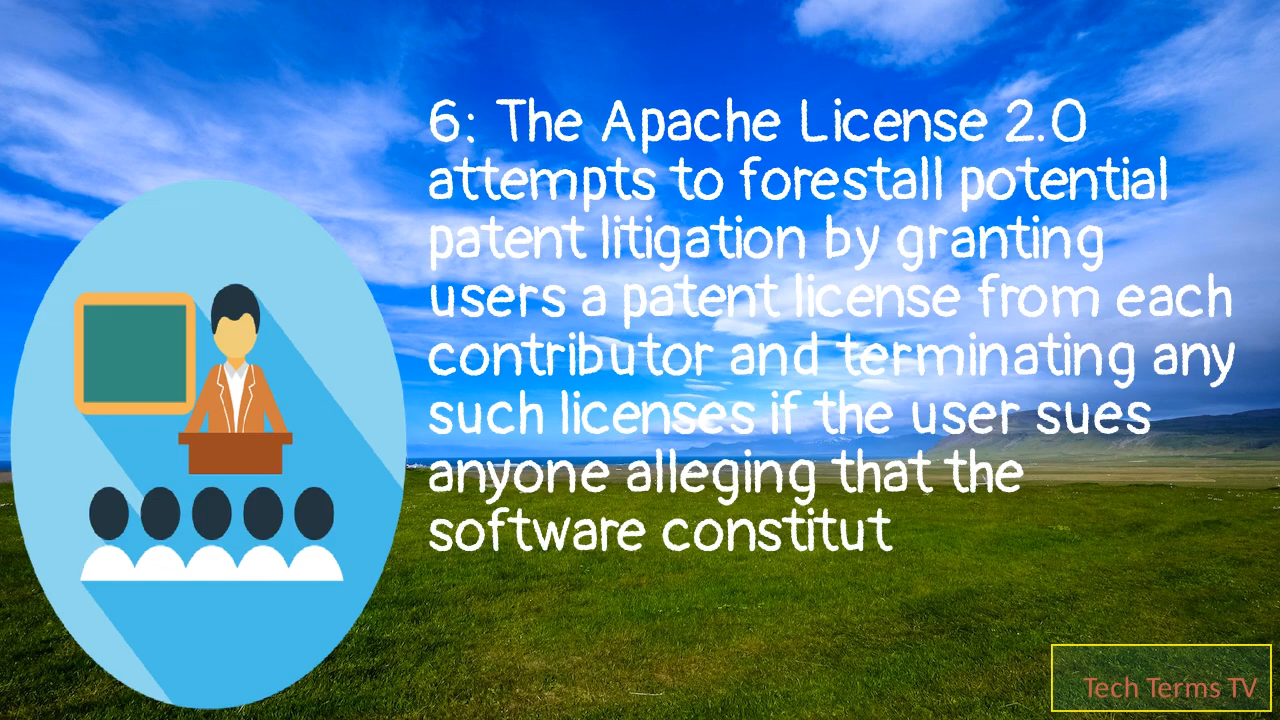 6: The Apache License 2.0
attempts to forestall potential
patent litigation by granting
users a patent license from each
contributor and terminating any
such licenses if the user sues
anyone alleging that the
software constitut
Tech Terms TV